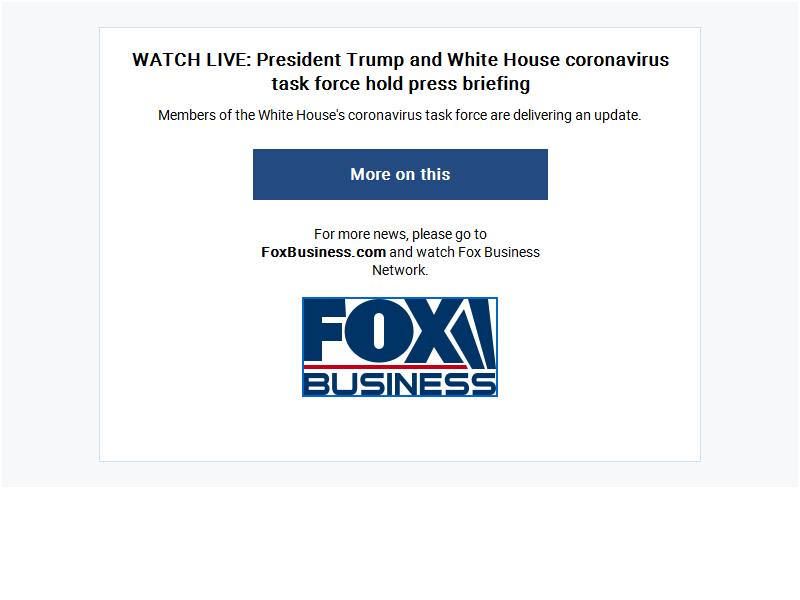 WATCH LIVE: President Trump and White House coronavirus
task force hold press briefing
Members of the White House's coronavirus task force are delivering an update.
More on this
For more news, please go to
FoxBusiness.com and watch Fox Business
Network.
FOX
BUSINESS